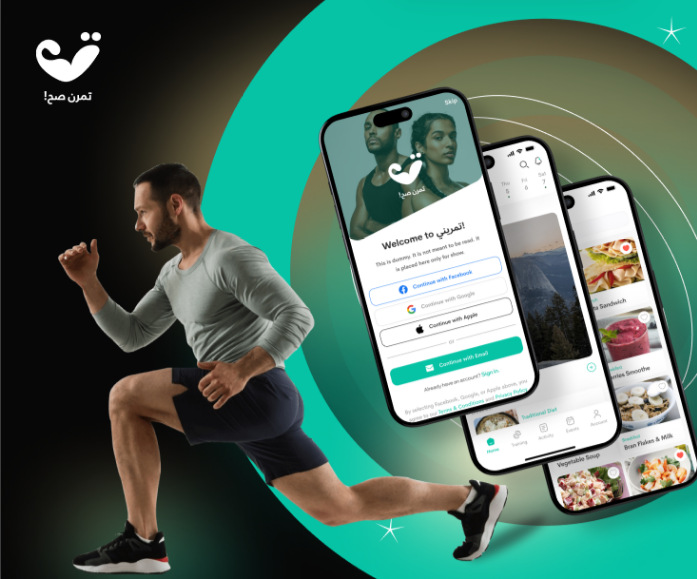 تمرن صح!
Skip
تمرن صح!
Welcome to تمريني!
This is dummy. It is not meant to be read. It
is placed here only for show.
Continue with Facebook
Continue with Google
Continue with Apple
or
Continue with Email
Already have an account? Sign in
By selecting Facebook, Google, or Apple above, you
agree to our Terms & Conditions and Privacy Policy
Thu
Fri
Sat
5
6
7
Traditional Diet
Home
Training
Activity
Events
Account
Sandwich
Smoothe
Breakfast
Bran Flakes & Milk
Vegetable Soup